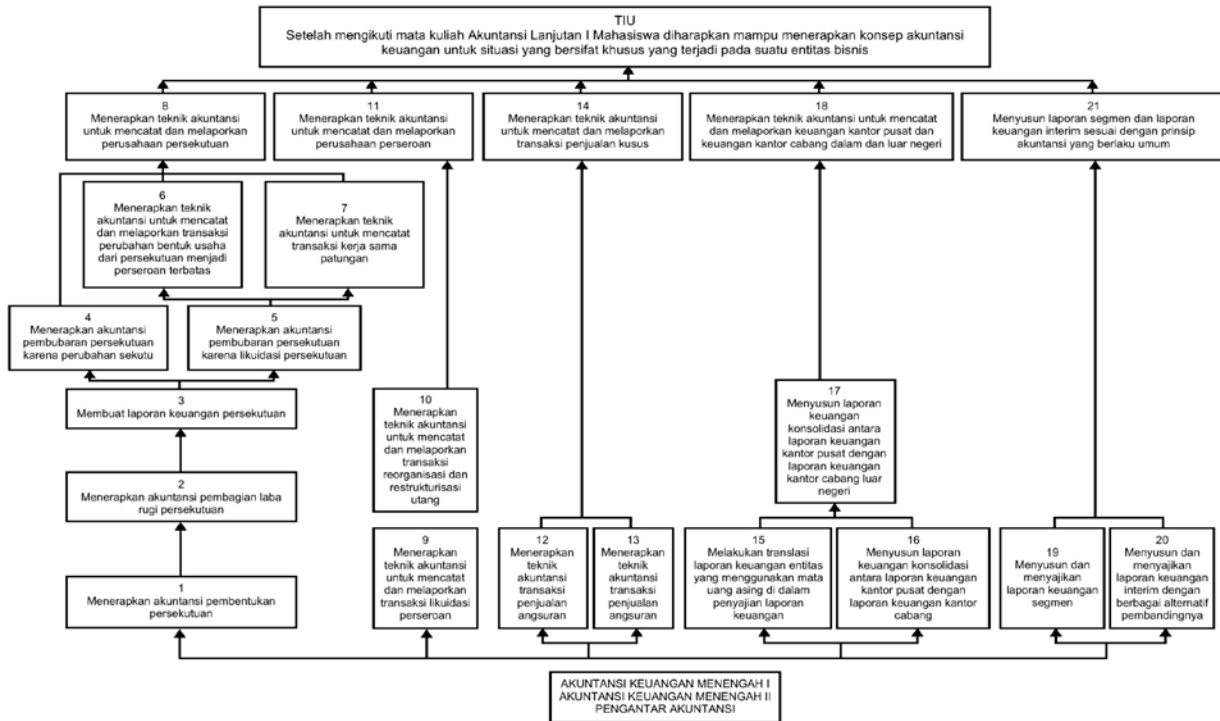 TIU
Setelah mengikuti mata kuliah Akuntansi Lanjutan I Mahasiswa diharapkan mampu menerapkan konsep akuntansi
keuangan untuk situasi yang bersifat khusus yang terjadi pada suatu entitas bisnis
8
Menerapkan teknik akuntansi
untuk mencatat dan melaporkan
perusahaan persekutuan
11
Menerapkan teknik akuntansi
untuk mencatat dan melaporkan
perusahaan perseroan
14
Menerapkan teknik akuntansi
untuk mencatat dan melaporkan
transaksi penjualan kusus
18
Menerapkan teknik akuntansi untuk mencatat
dan melaporkan keuangan kantor pusat dan
keuangan kantor cabang dalam dan luar negeri
21
Menyusun laporan segmen dan laporan
keuangan interim sesuai dengan prinsip
akuntansi yang berlaku umum
6
Menerapkan teknik
akuntansi untuk mencatat
dan melaporkan transaksi
perubahan bentuk usaha
dari persekutuan menjadi
perseroan terbatas
7
Menerapkan teknik
akuntansi untuk mencatat
transaksi kerja sama
patungan
4
Menerapkan akuntansi
pembubaran persekutuan
karena perubahan sekutu
5
Menerapkan akuntansi
pembubaran persekutuan
karena likuidasi persekutuan
3
Membuat laporan keuangan persekutuan
10
Menerapkan
teknik akuntansi
untuk mencatat
dan melaporkan
transaksi
reorganisasi dan
restrukturisasi
utang
17
Menyusun laporan
keuangan
konsolidasi antara
laporan keuangan
kantor pusat dengan
laporan keuangan
kantor cabang luar
negeri
2
Menerapkan akuntansi pembagian laba
rugi persekutuan
1
Menerapkan akuntansi pembentukan
persekutuan
9
Menerapkan
teknik akuntansi
untuk mencatat
dan melaporkan
transaksi likuidasi
perseroan
12
Menerapkan
teknik
akuntansi
transaksi
penjualan
angsuran
13
Menerapkan
teknik
akuntansi
transaksi
penjualan
angsuran
15
Melakukan translasi
laporan keuangan entitas
yang menggunakan mata
uang asing di dalam
penyajian laporan
keuangan
16
Menyusun laporan
keuangan konsolidasi
antara laporan keuangan
kantor pusat dengan
laporan keuangan kantor
cabang
19
Menyusun dan
menyajikan
laporan keuangan
segmen
20
Menyusun dan
menyajikan
laporan keuangan
interim dengan
berbagai alternatif
pembandingnya
AKUNTANSI KEUANGAN MENENGAH I
AKUNTANSI KEUANGAN MENENGAH II
PENGANTAR AKUNTANSI